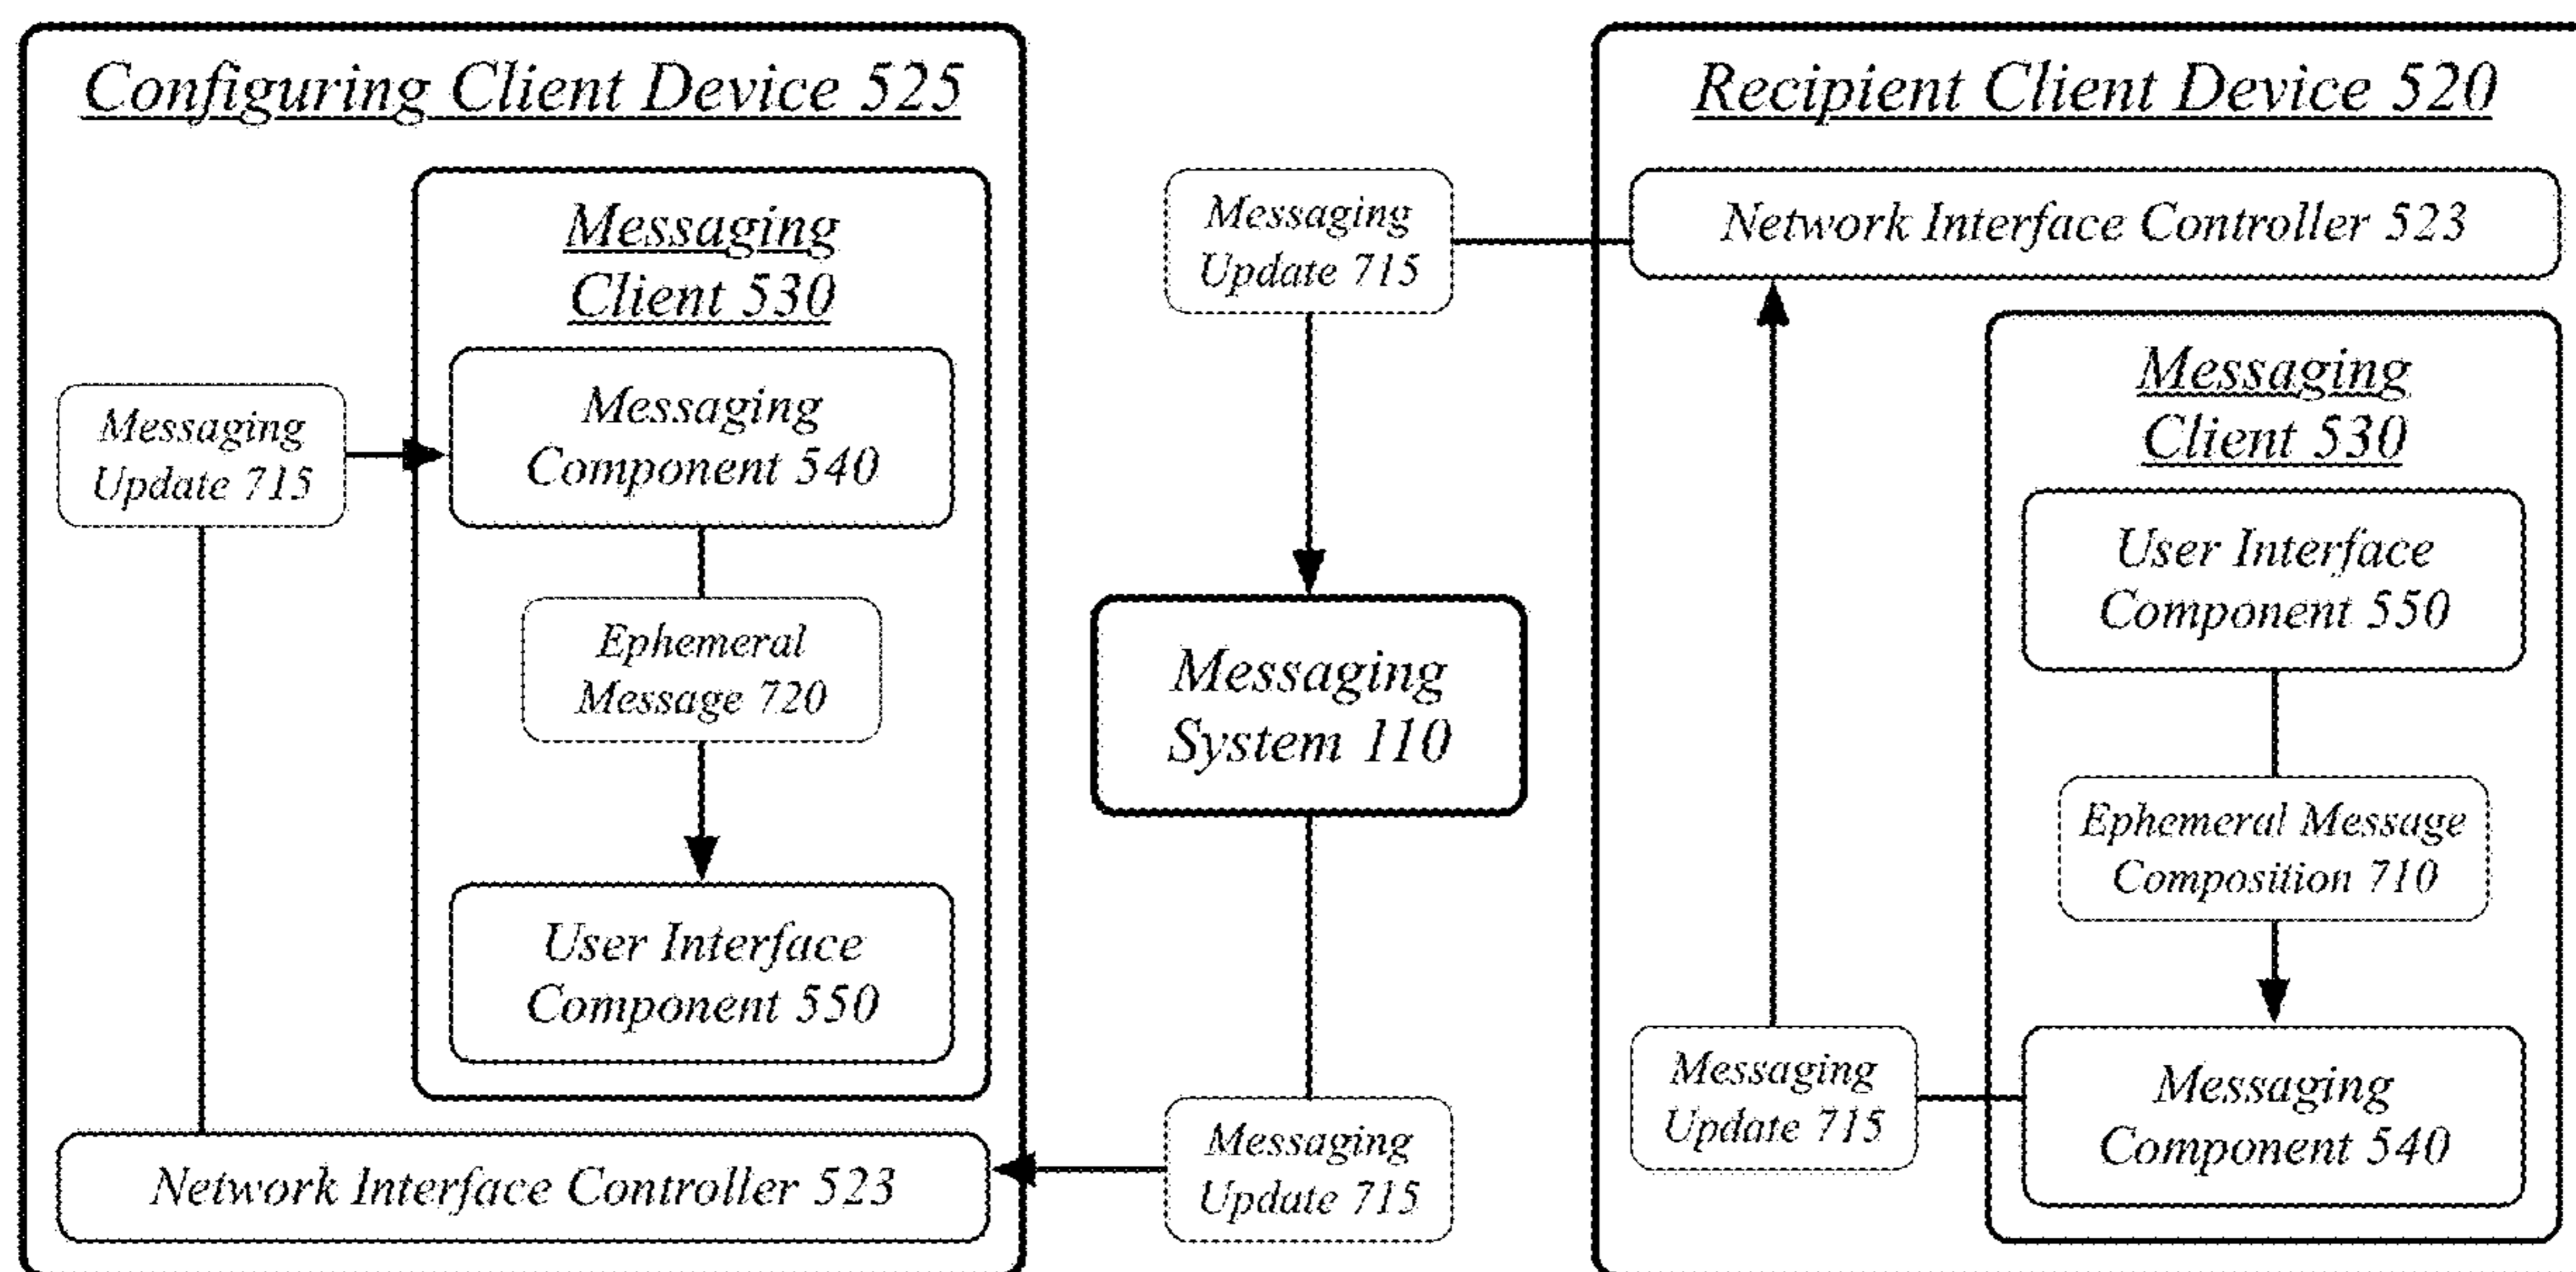 Configuring Client Device 525
Messaging
Client 530
Messaging
Update 715
Messaging
Component 540
Ephemeral
Message 720
User Interface
Component 550
Network Interface Controller 523
Messaging
Update 715
Messaging
System 110
Messaging
Update 715
Recipient Client Device 520
Network Interface Controller 523
Messaging
Client 530
User Interface
Component 550
Ephemeral Message
Composition 710
Messaging
Update 715
Messaging
Component 540